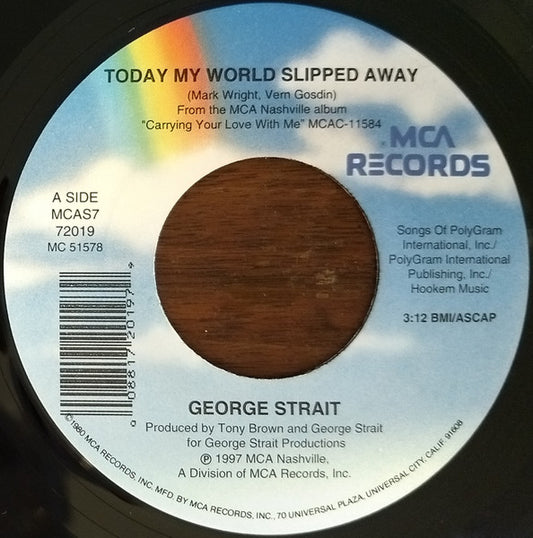 TODAY MY WORLD SLIPPED AWAY
(Mark Wright, Vern Gosdin)
From the MCA Nashville album
"Carrying Your Love With Me" MCAC-11584
MCA
RECORDS
A SIDE
MCAS7
72019
MC 51578
Songs Of PolyGram
International, Inc./
PolyGram International
Publishing, Inc./
Hookem Music
3:12 BMI/ASCAP
0 08817 20197 9
GEORGE STRAIT
Produced by Tony Brown and George Strait
for George Strait Productions
℗ 1997 MCA Nashville,
A Division of MCA Records, Inc.
©1980 MCA RECORDS, INC. MFD. BY MCA RECORDS, INC., 70 UNIVERSAL PLAZA, UNIVERSAL CITY, CALIF. 91608